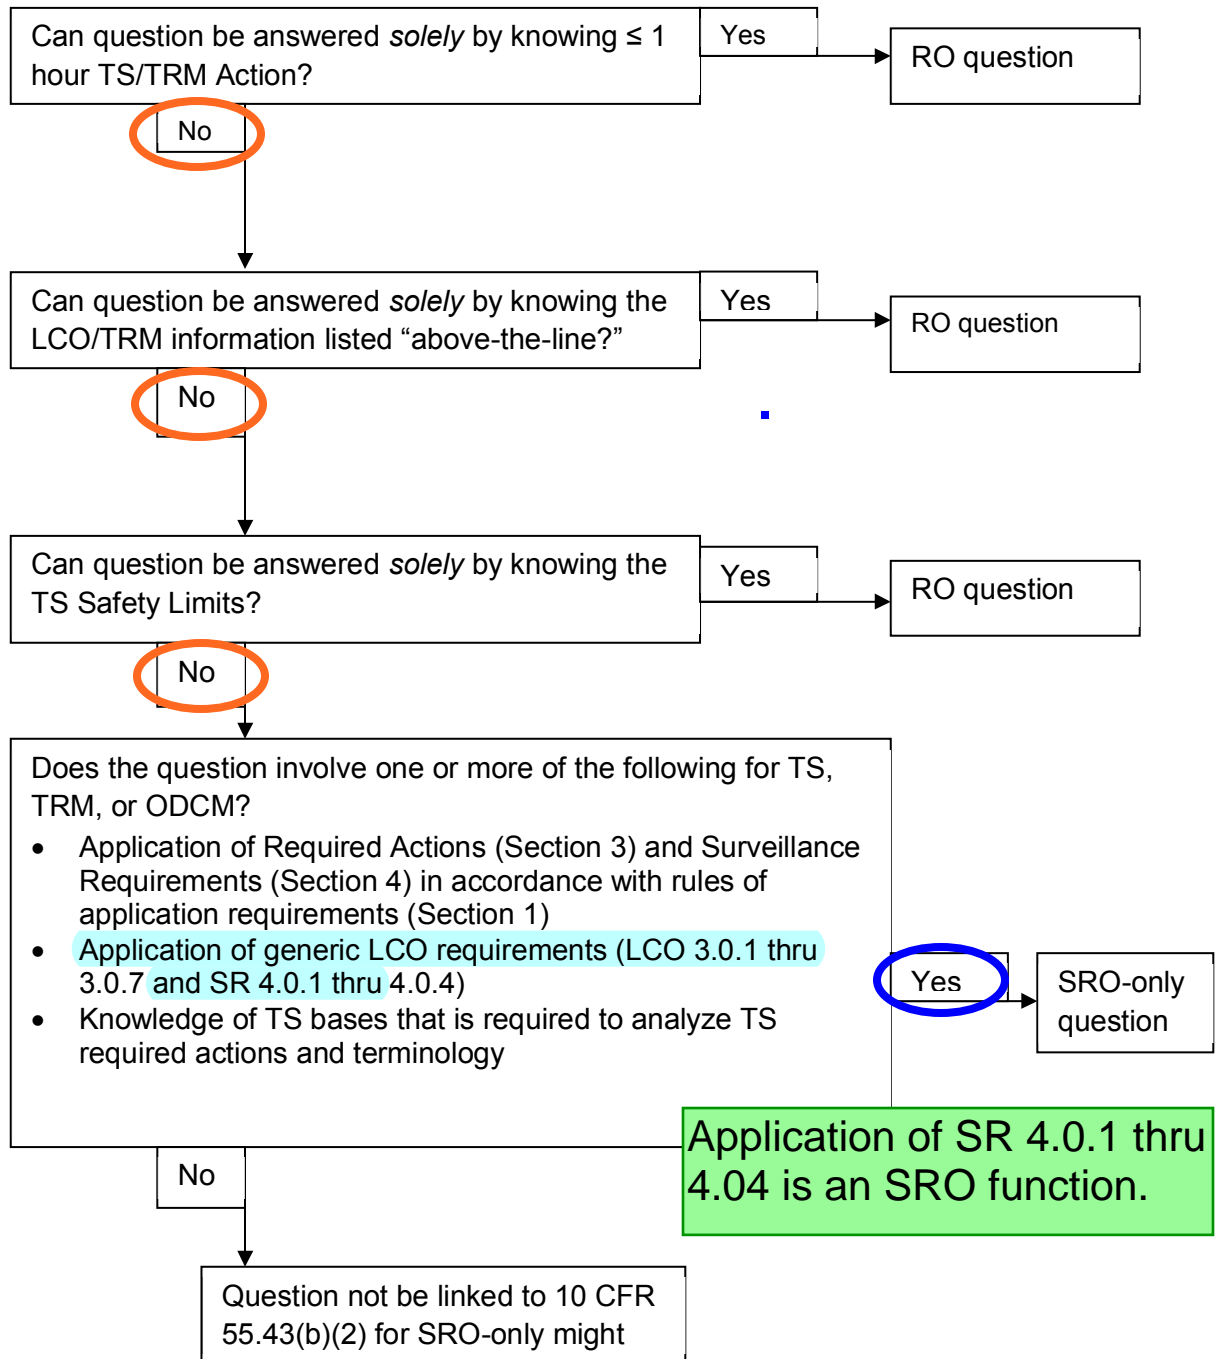 Can question be answered solely by knowing ≤ 1
hour TS/TRM Action?
Yes
RO question
No
Can question be answered solely by knowing the
LCO/TRM information listed “above-the-line?”
Yes
RO question
No
Can question be answered solely by knowing the
TS Safety Limits?
Yes
RO question
No
Does the question involve one or more of the following for TS,
TRM, or ODCM?
• Application of Required Actions (Section 3) and Surveillance
Requirements (Section 4) in accordance with rules of
application requirements (Section 1)
• Application of generic LCO requirements (LCO 3.0.1 thru
3.0.7 and SR 4.0.1 thru 4.0.4)
• Knowledge of TS bases that is required to analyze TS
required actions and terminology
Yes
SRO-only
question
Application of SR 4.0.1 thru
4.04 is an SRO function.
No
Question not be linked to 10 CFR
55.43(b)(2) for SRO-only might